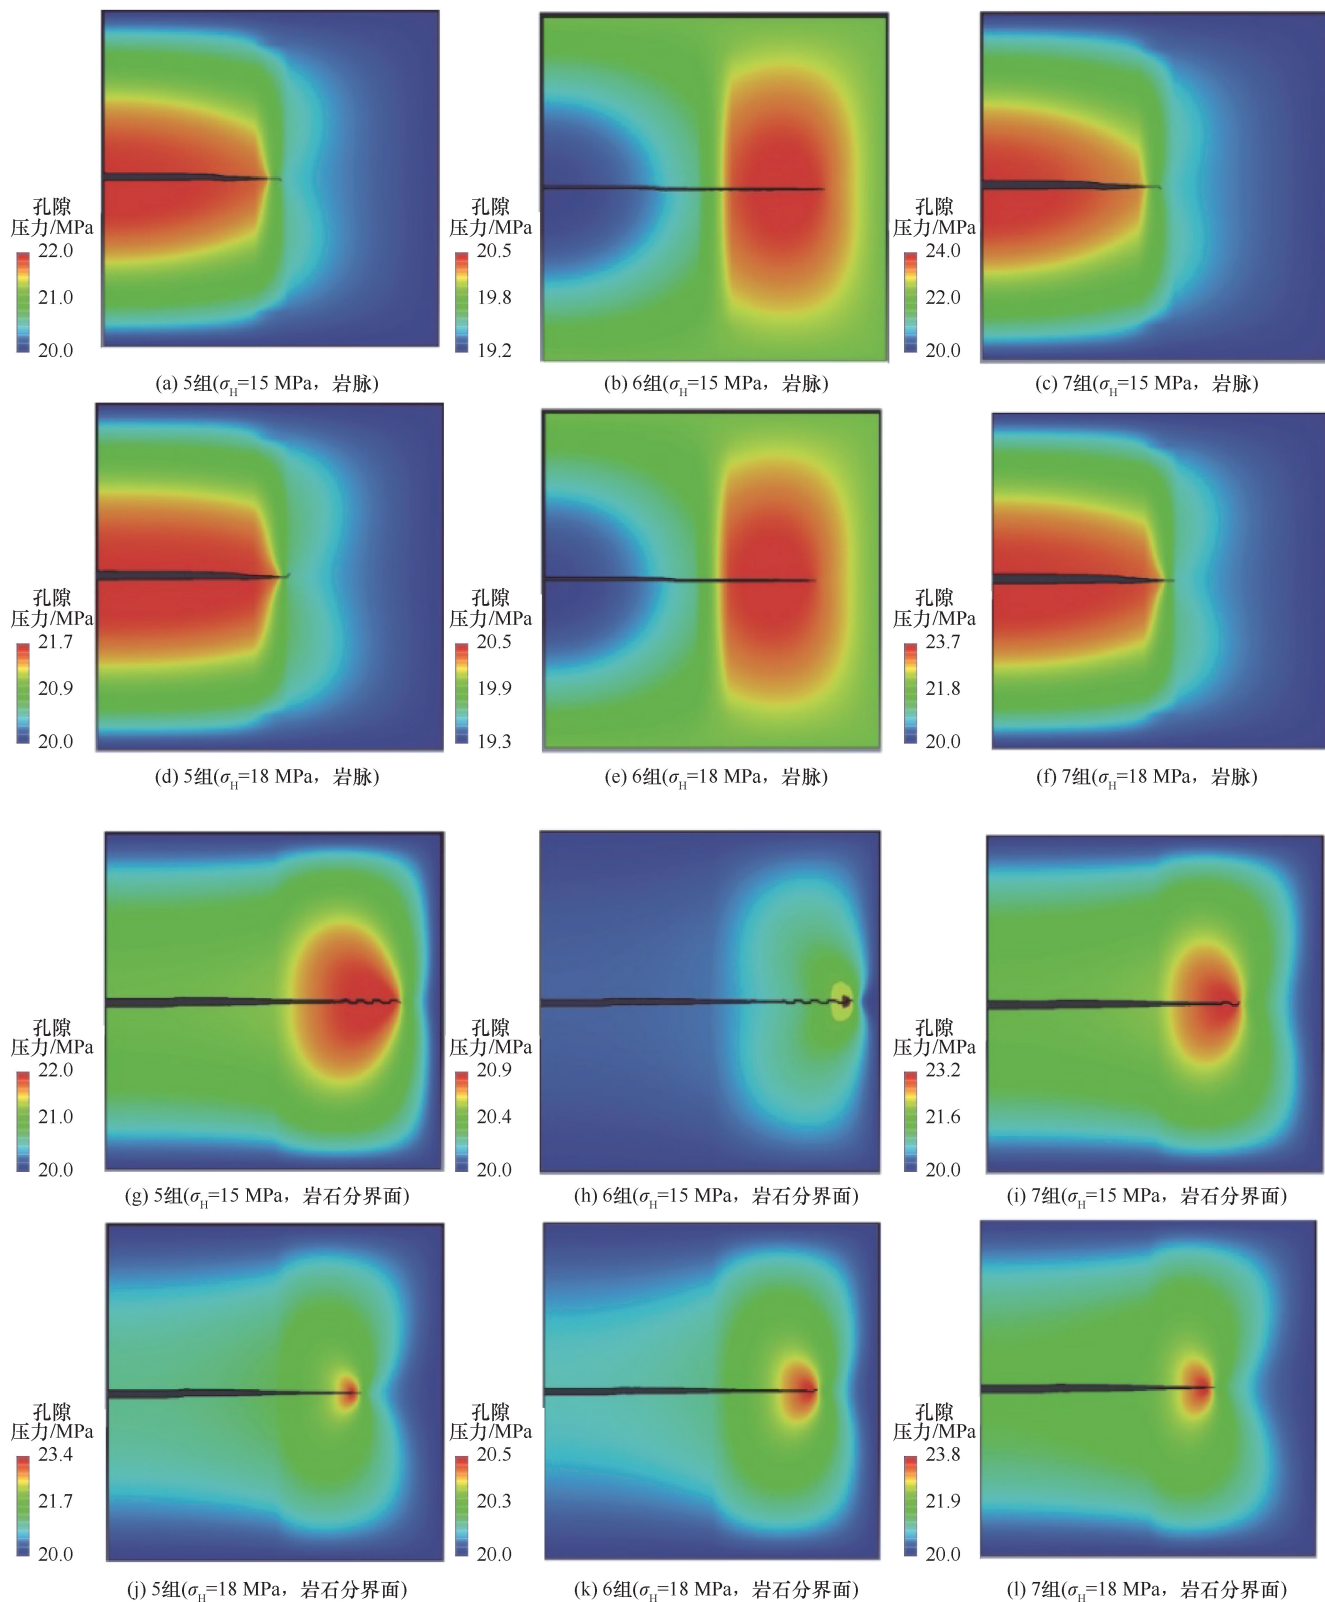 孔隙
压力/MPa
22.0
21.0
20.0
孔隙
压力/MPa
20.5
19.8
19.2
孔隙
压力/MPa
24.0
22.0
20.0
(a) 5组(σH=15 MPa，岩脉)
(b) 6组(σH=15 MPa，岩脉)
(c) 7组(σH=15 MPa，岩脉)
孔隙
压力/MPa
21.7
20.9
20.0
孔隙
压力/MPa
20.5
19.9
19.3
孔隙
压力/MPa
23.7
21.8
20.0
(d) 5组(σH=18 MPa，岩脉)
(e) 6组(σH=18 MPa，岩脉)
(f) 7组(σH=18 MPa，岩脉)
孔隙
压力/MPa
22.0
21.0
20.0
孔隙
压力/MPa
20.9
20.4
20.0
孔隙
压力/MPa
23.2
21.6
20.0
(g) 5组(σH=15 MPa，岩石分界面)
(h) 6组(σH=15 MPa，岩石分界面)
(i) 7组(σH=15 MPa，岩石分界面)
孔隙
压力/MPa
23.4
21.7
20.0
孔隙
压力/MPa
20.5
20.3
20.0
孔隙
压力/MPa
23.8
21.9
20.0
(j) 5组(σH=18 MPa，岩石分界面)
(k) 6组(σH=18 MPa，岩石分界面)
(l) 7组(σH=18 MPa，岩石分界面)